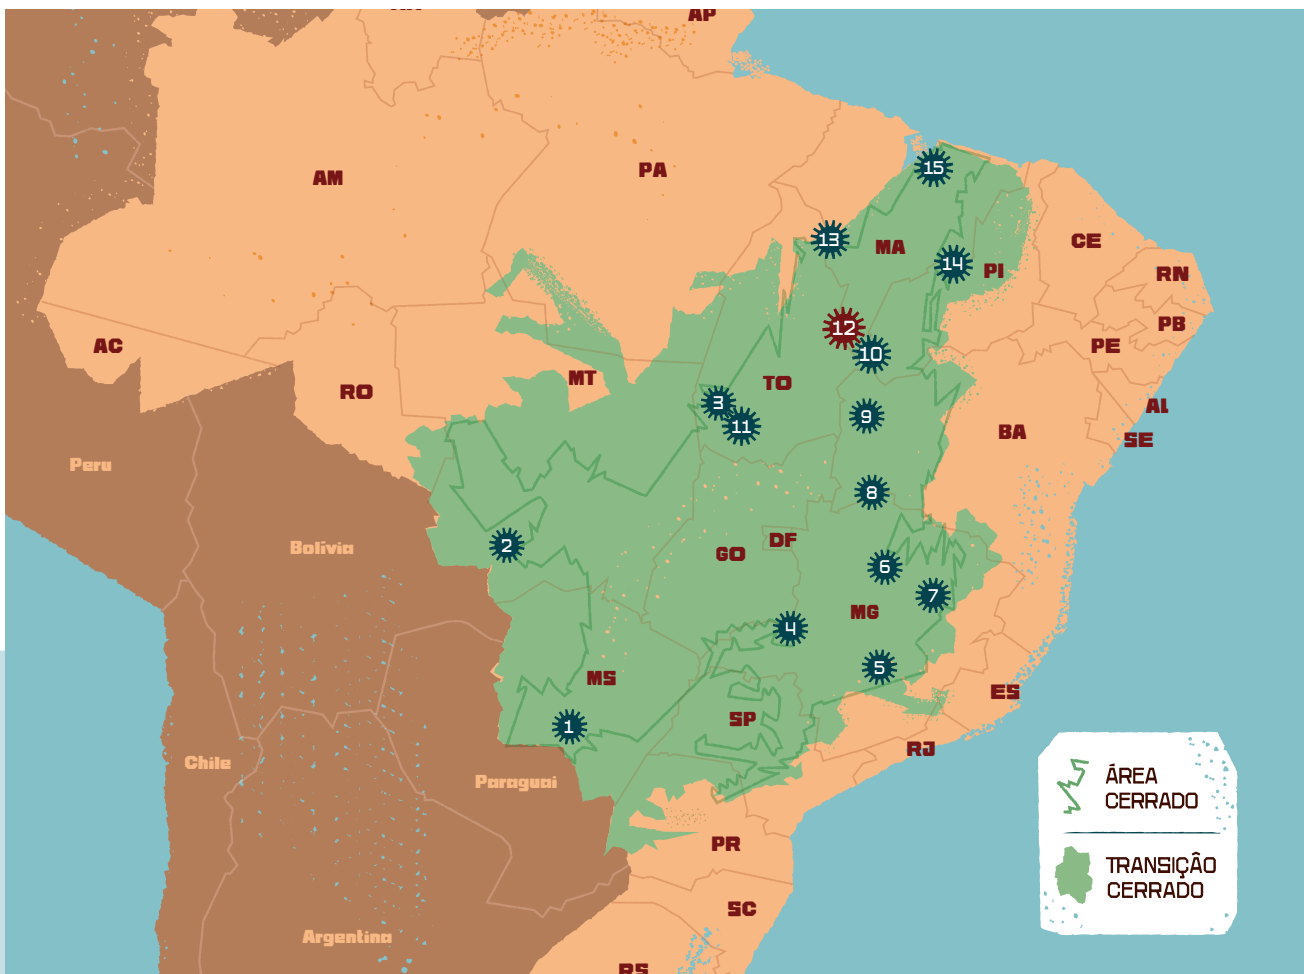 AP
AM
PA
15
13
MA
14
PI
CE
RN
12
10
PB
PE
AC
RO
MT
TO
3
11
9
AL
SE
BA
Peru
8
2
Bolívia
GO
DF
6
7
MG
4
5
MS
ES
1
SP
RJ
Chile
Paraguai
PR
SC
Argentina
RS
ÁREA
CERRADO
TRANSIÇÃO
CERRADO